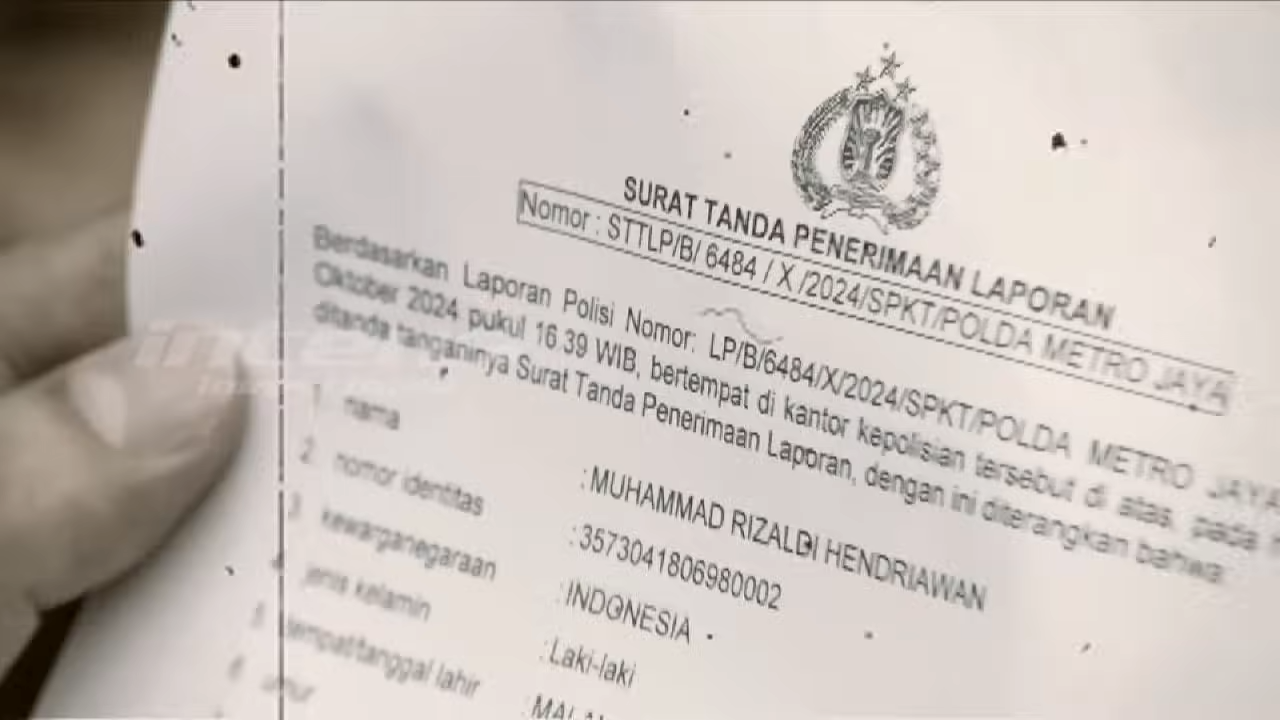 SURAT TANDA PENERIMAAN LAPORAN
Nomor : STTLP/B/ 6484 / X /2024/SPKT/POLDA METRO JAYA
Berdasarkan Laporan Polisi Nomor: LP/B/6484/X/2024/SPKT/POLDA METRO JAYA
Oktober 2024 pukul 16.39 WIB, bertempat di kantor kepolisian tersebut di atas, pada
ditanda tanganinya Surat Tanda Penerimaan Laporan, dengan ini diterangkan bahwa:
1. nama : MUHAMMAD RIZALDI HENDRIAWAN
2. nomor identitas : 3573041806980002
3. kewarganegaraan : INDONESIA
4. jenis kelamin : Laki-laki
5. tempat/tanggal lahir : MALA
6. umur